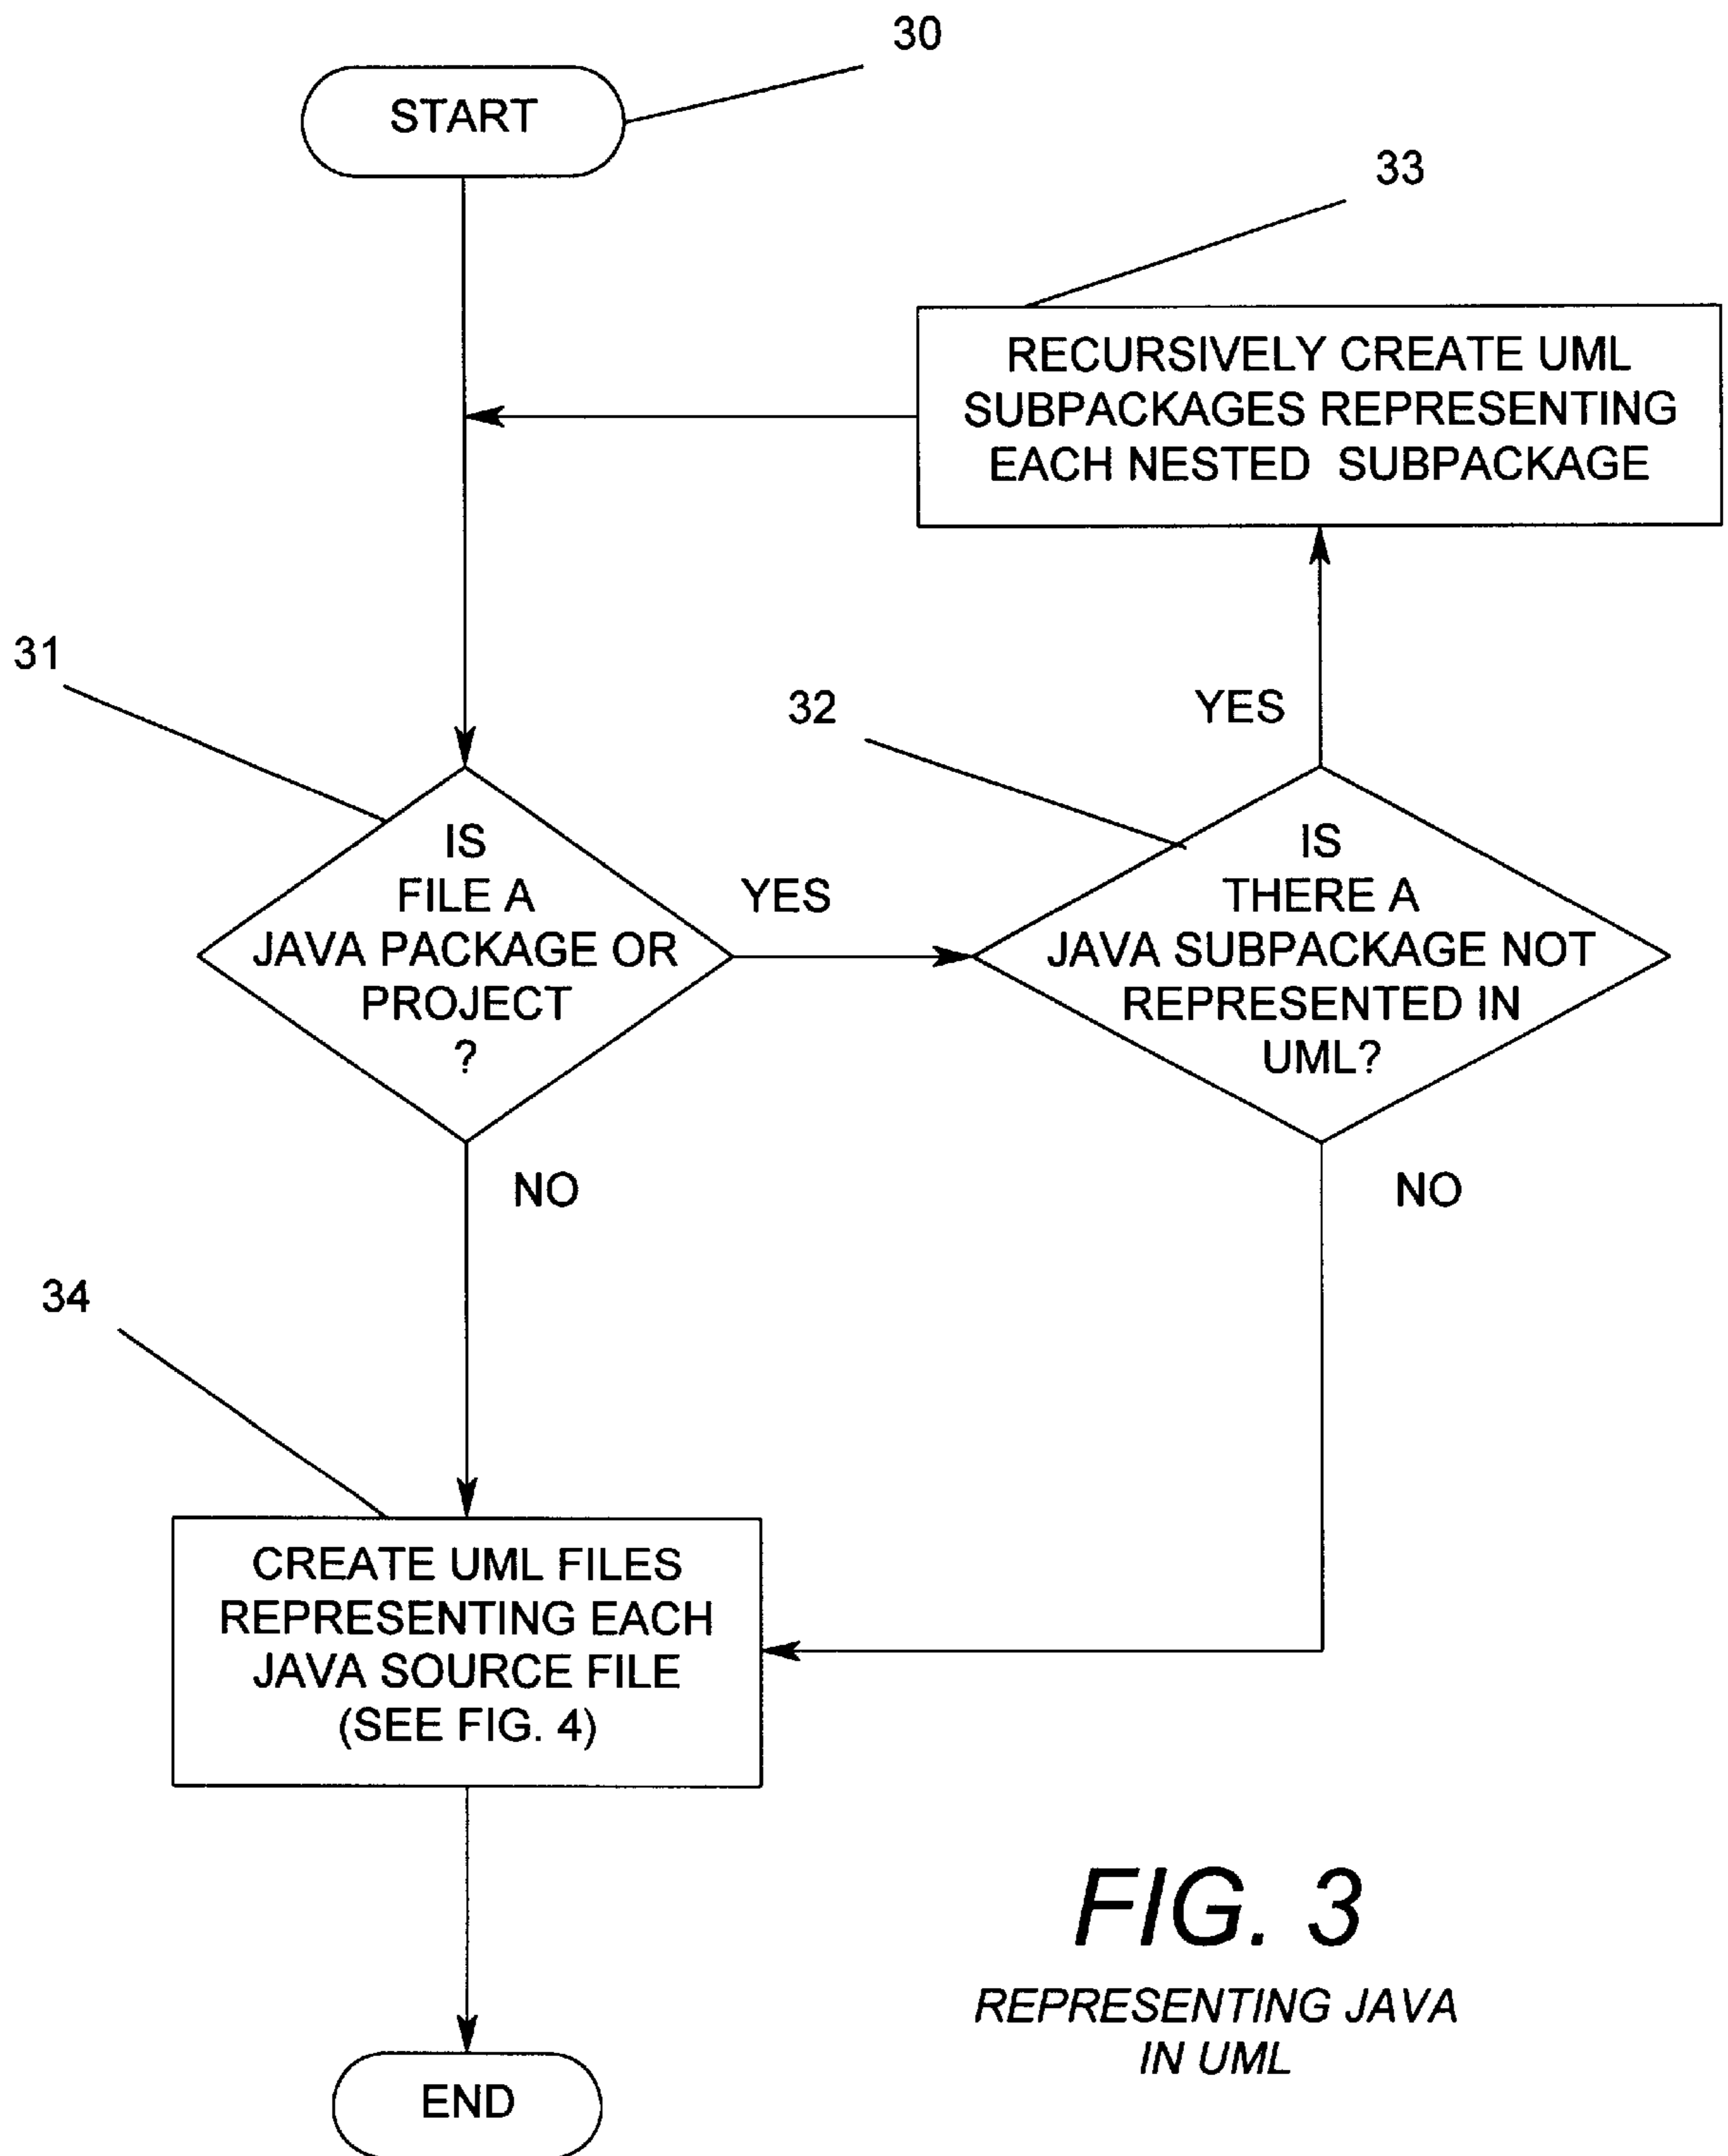 30
START
33
RECURSIVELY CREATE UML
SUBPACKAGES REPRESENTING
EACH NESTED SUBPACKAGE
31
32
YES
IS
FILE A
JAVA PACKAGE OR
PROJECT
?
YES
IS
THERE A
JAVA SUBPACKAGE NOT
REPRESENTED IN
UML?
NO
NO
34
CREATE UML FILES
REPRESENTING EACH
JAVA SOURCE FILE
(SEE FIG. 4)
END
FIG. 3
REPRESENTING JAVA
IN UML